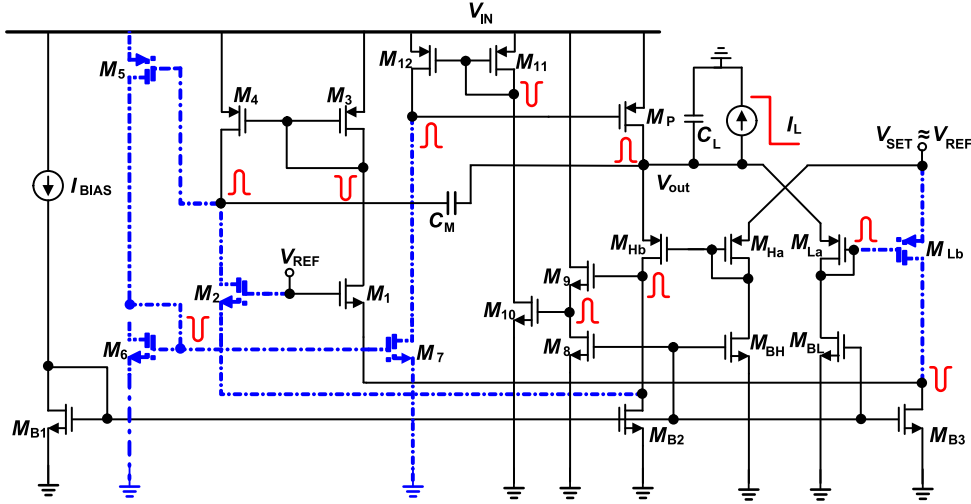 V_IN
M_12
M_11
M_5
M_4
M_3
M_P
C_L
I_L
V_SET ≈ V_REF
I_BIAS
V_out
C_M
M_Hb
M_Ha
M_La
M_Lb
V_REF
M_9
M_2
M_1
M_10
M_6
M_7
M_8
M_BH
M_BL
M_B1
M_B2
M_B3